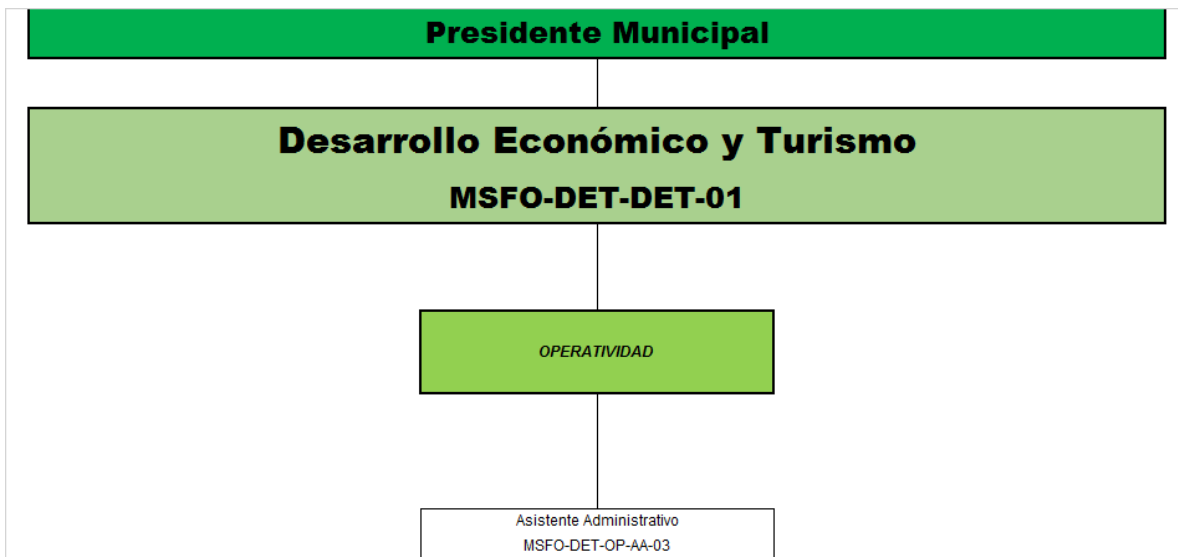 Presidente Municipal
Desarrollo Económico y Turismo
MSFO-DET-DET-01
OPERATIVIDAD
Asistente Administrativo
MSFO-DET-OP-AA-03